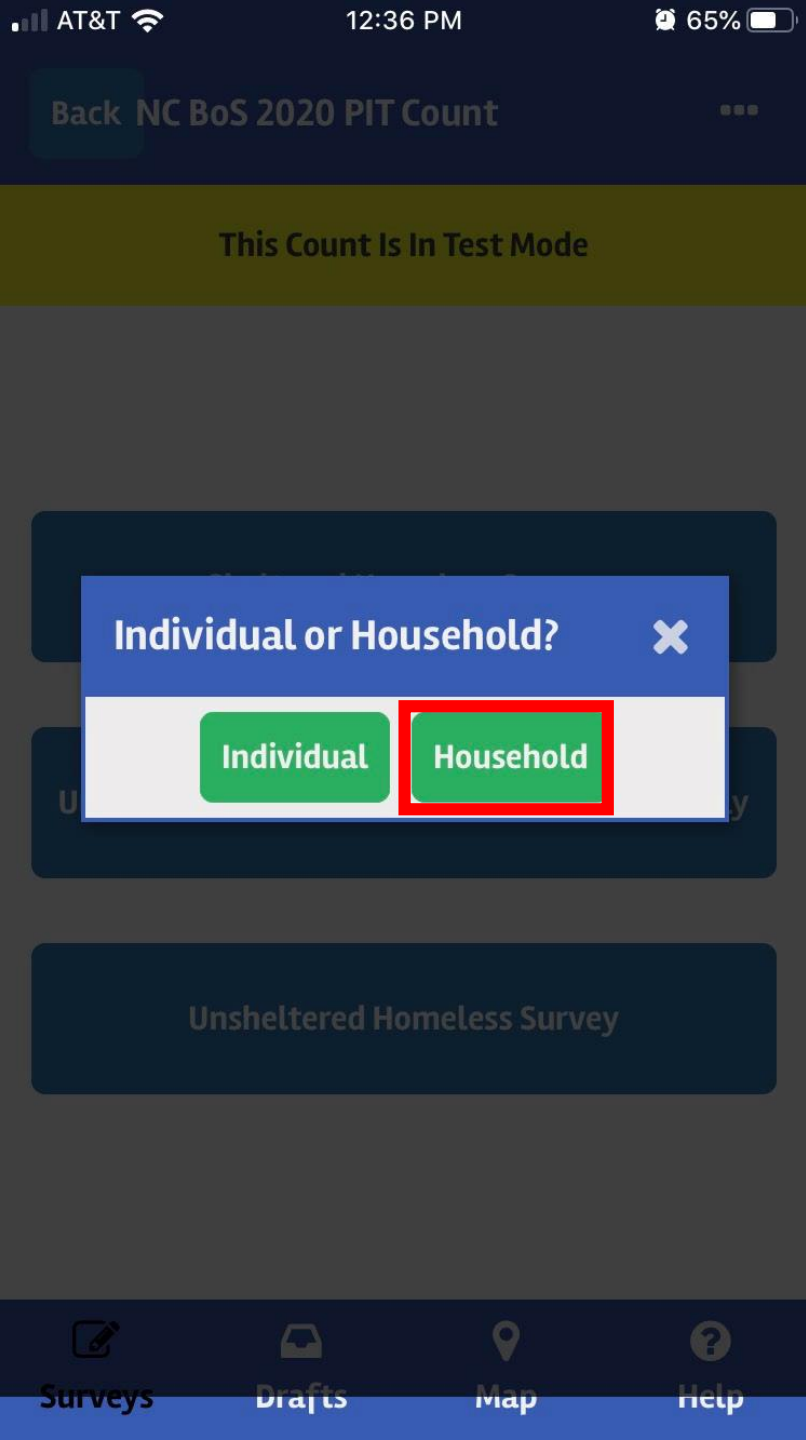 AT&T 12:36 PM 65%
Back NC BoS 2020 PIT Count
This Count Is In Test Mode
Individual or Household?
Individual Household
Unsheltered Homeless Survey
Surveys Drafts Map Help